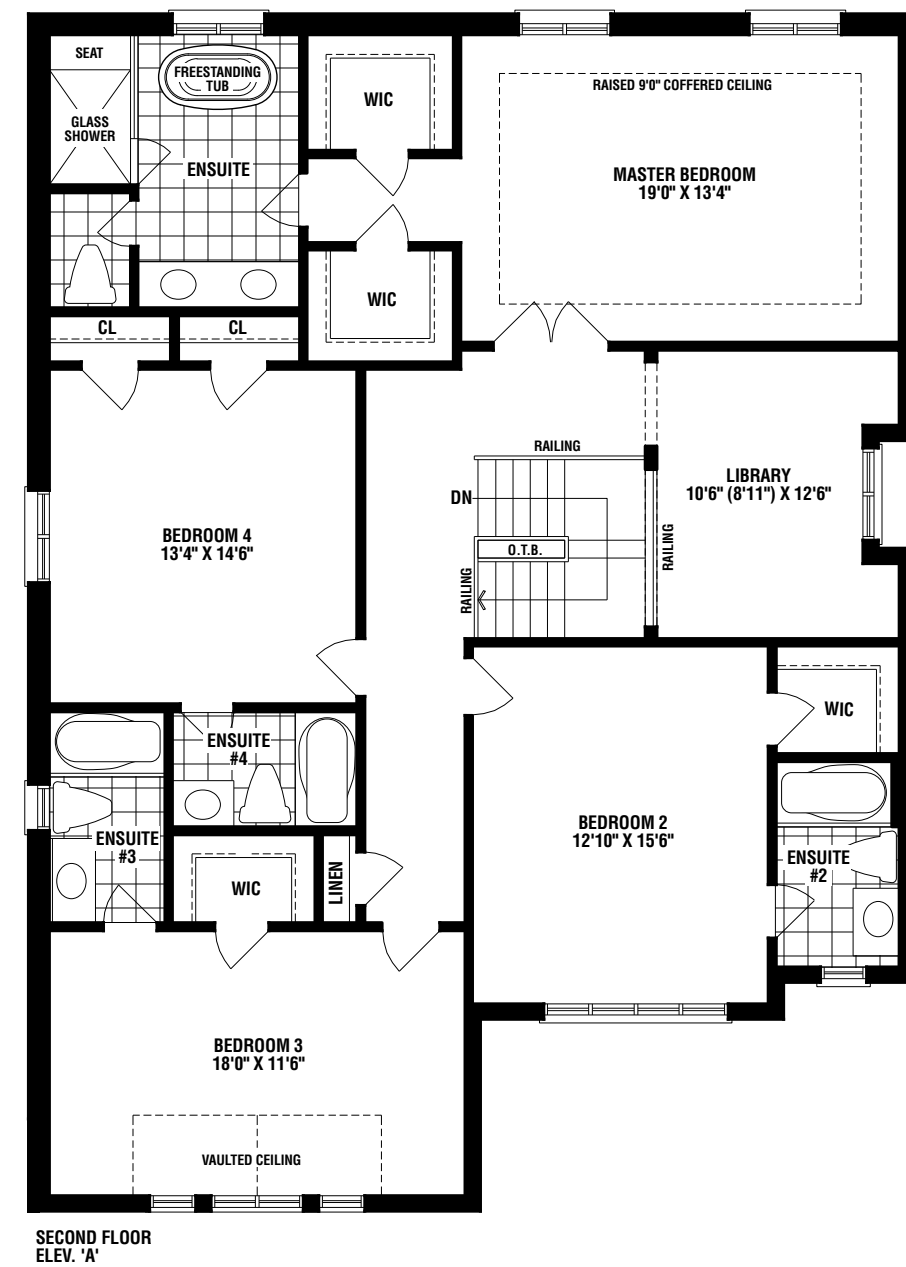 SEAT
FREESTANDING
TUB
GLASS
SHOWER
ENSUITE
WIC
RAISED 9'0" COFFERED CEILING
MASTER BEDROOM
19'0" X 13'4"
WIC
CL
CL
RAILING
DN
O.T.B.
RAILING
RAILING
LIBRARY
10'6" (8'11") X 12'6"
BEDROOM 4
13'4" X 14'6"
WIC
ENSUITE
#4
ENSUITE
#3
WIC
LINEN
BEDROOM 2
12'10" X 15'6"
ENSUITE
#2
BEDROOM 3
18'0" X 11'6"
VAULTED CEILING
SECOND FLOOR
ELEV. 'A'